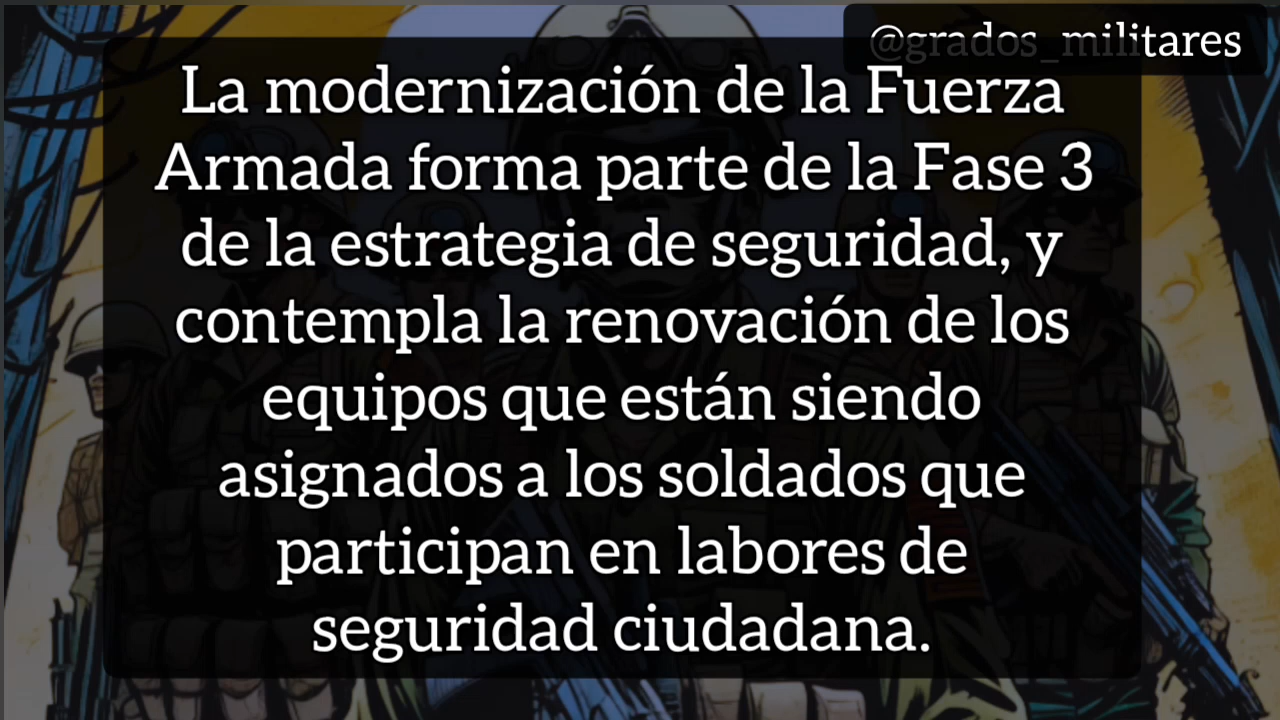 @grados_militares
La modernización de la Fuerza
Armada forma parte de la Fase 3
de la estrategia de seguridad, y
contempla la renovación de los
equipos que están siendo
asignados a los soldados que
participan en labores de
seguridad ciudadana.